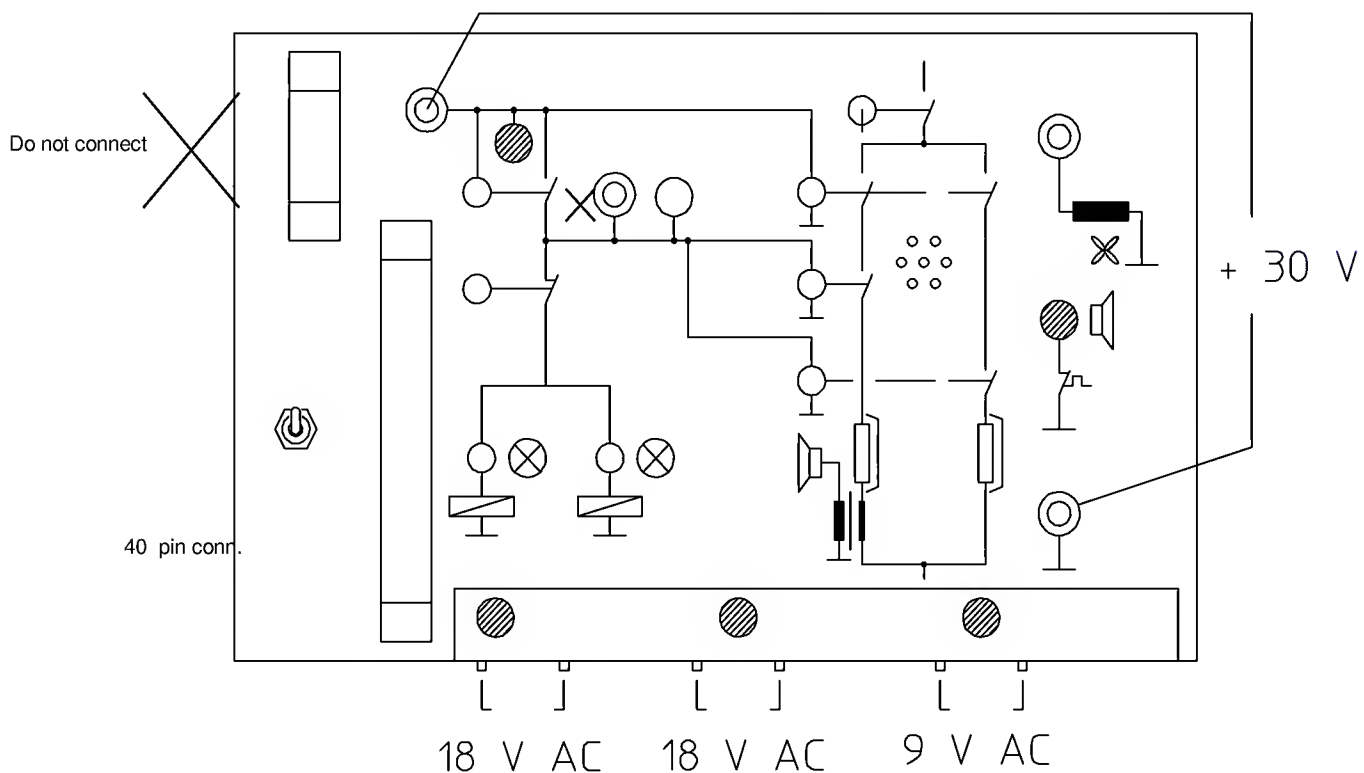 Do not connect
+ 30 V
40 pin conn.
18 V AC
18 V AC
9 V AC